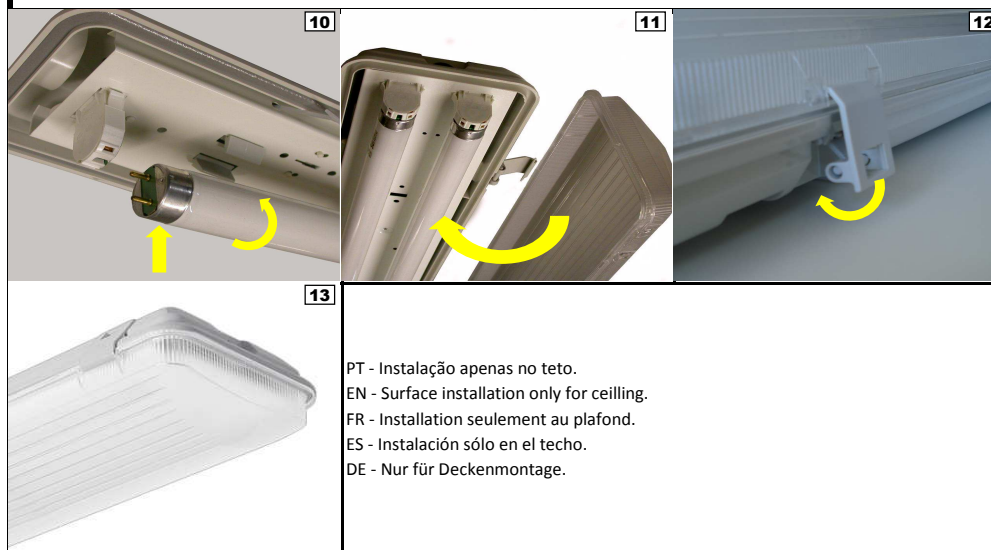 10
11
12
13
PT - Instalação apenas no teto.
EN - Surface installation only for ceilling.
FR - Installation seulement au plafond.
ES - Instalación sólo en el techo.
DE - Nur für Deckenmontage.